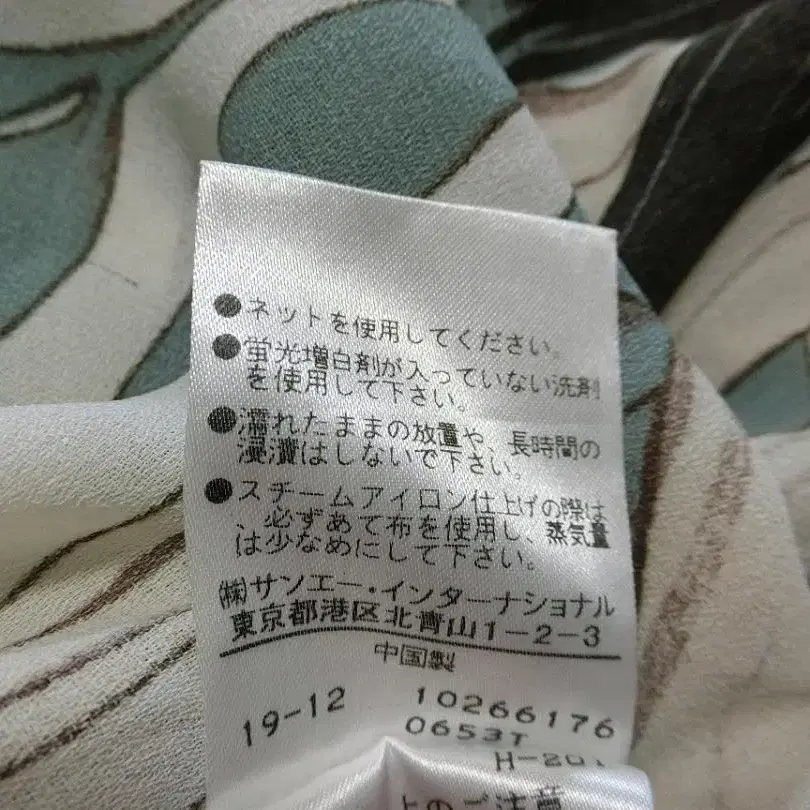 ●ネットを使用してください。
●蛍光増白剤が入っていない洗剤
を使用して下さい。
●濡れたままの放置や、長時間の
浸漬はしないで下さい。
●スチームアイロン仕上げの際は
、必ずあて布を使用し、蒸気量
は少なめにして下さい。
(株)サンエー・インターナショナル
東京都港区北青山1-2-3
中国製
19-12 10266176
0653T
H-20
上のご注意